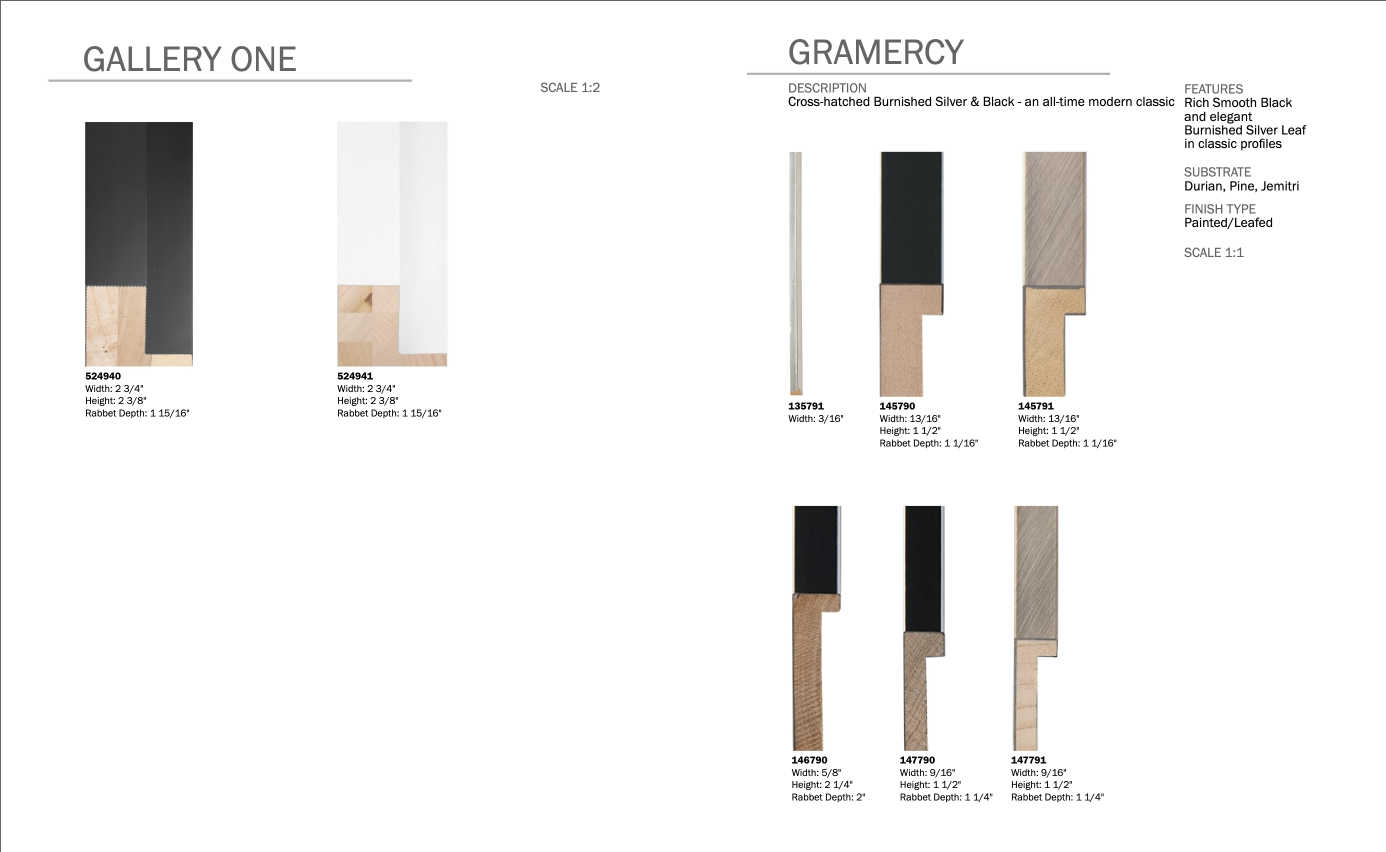 GALLERY ONE
SCALE 1:2
524940
Width: 2 3/4"
Height: 2 3/8"
Rabbet Depth: 1 15/16"
524941
Width: 2 3/4"
Height: 2 3/8"
Rabbet Depth: 1 15/16"
GRAMERCY
DESCRIPTION
Cross-hatched Burnished Silver & Black - an all-time modern classic
FEATURES
Rich Smooth Black
and elegant
Burnished Silver Leaf
in classic profiles
SUBSTRATE
Durian, Pine, Jemitri
FINISH TYPE
Painted/Leafed
SCALE 1:1
135791
Width: 3/16"
145790
Width: 13/16"
Height: 1 1/2"
Rabbet Depth: 1 1/16"
145791
Width: 13/16"
Height: 1 1/2"
Rabbet Depth: 1 1/16"
146790
Width: 5/8"
Height: 2 1/4"
Rabbet Depth: 2"
147790
Width: 9/16"
Height: 1 1/2"
Rabbet Depth: 1 1/4"
147791
Width: 9/16"
Height: 1 1/2"
Rabbet Depth: 1 1/4"